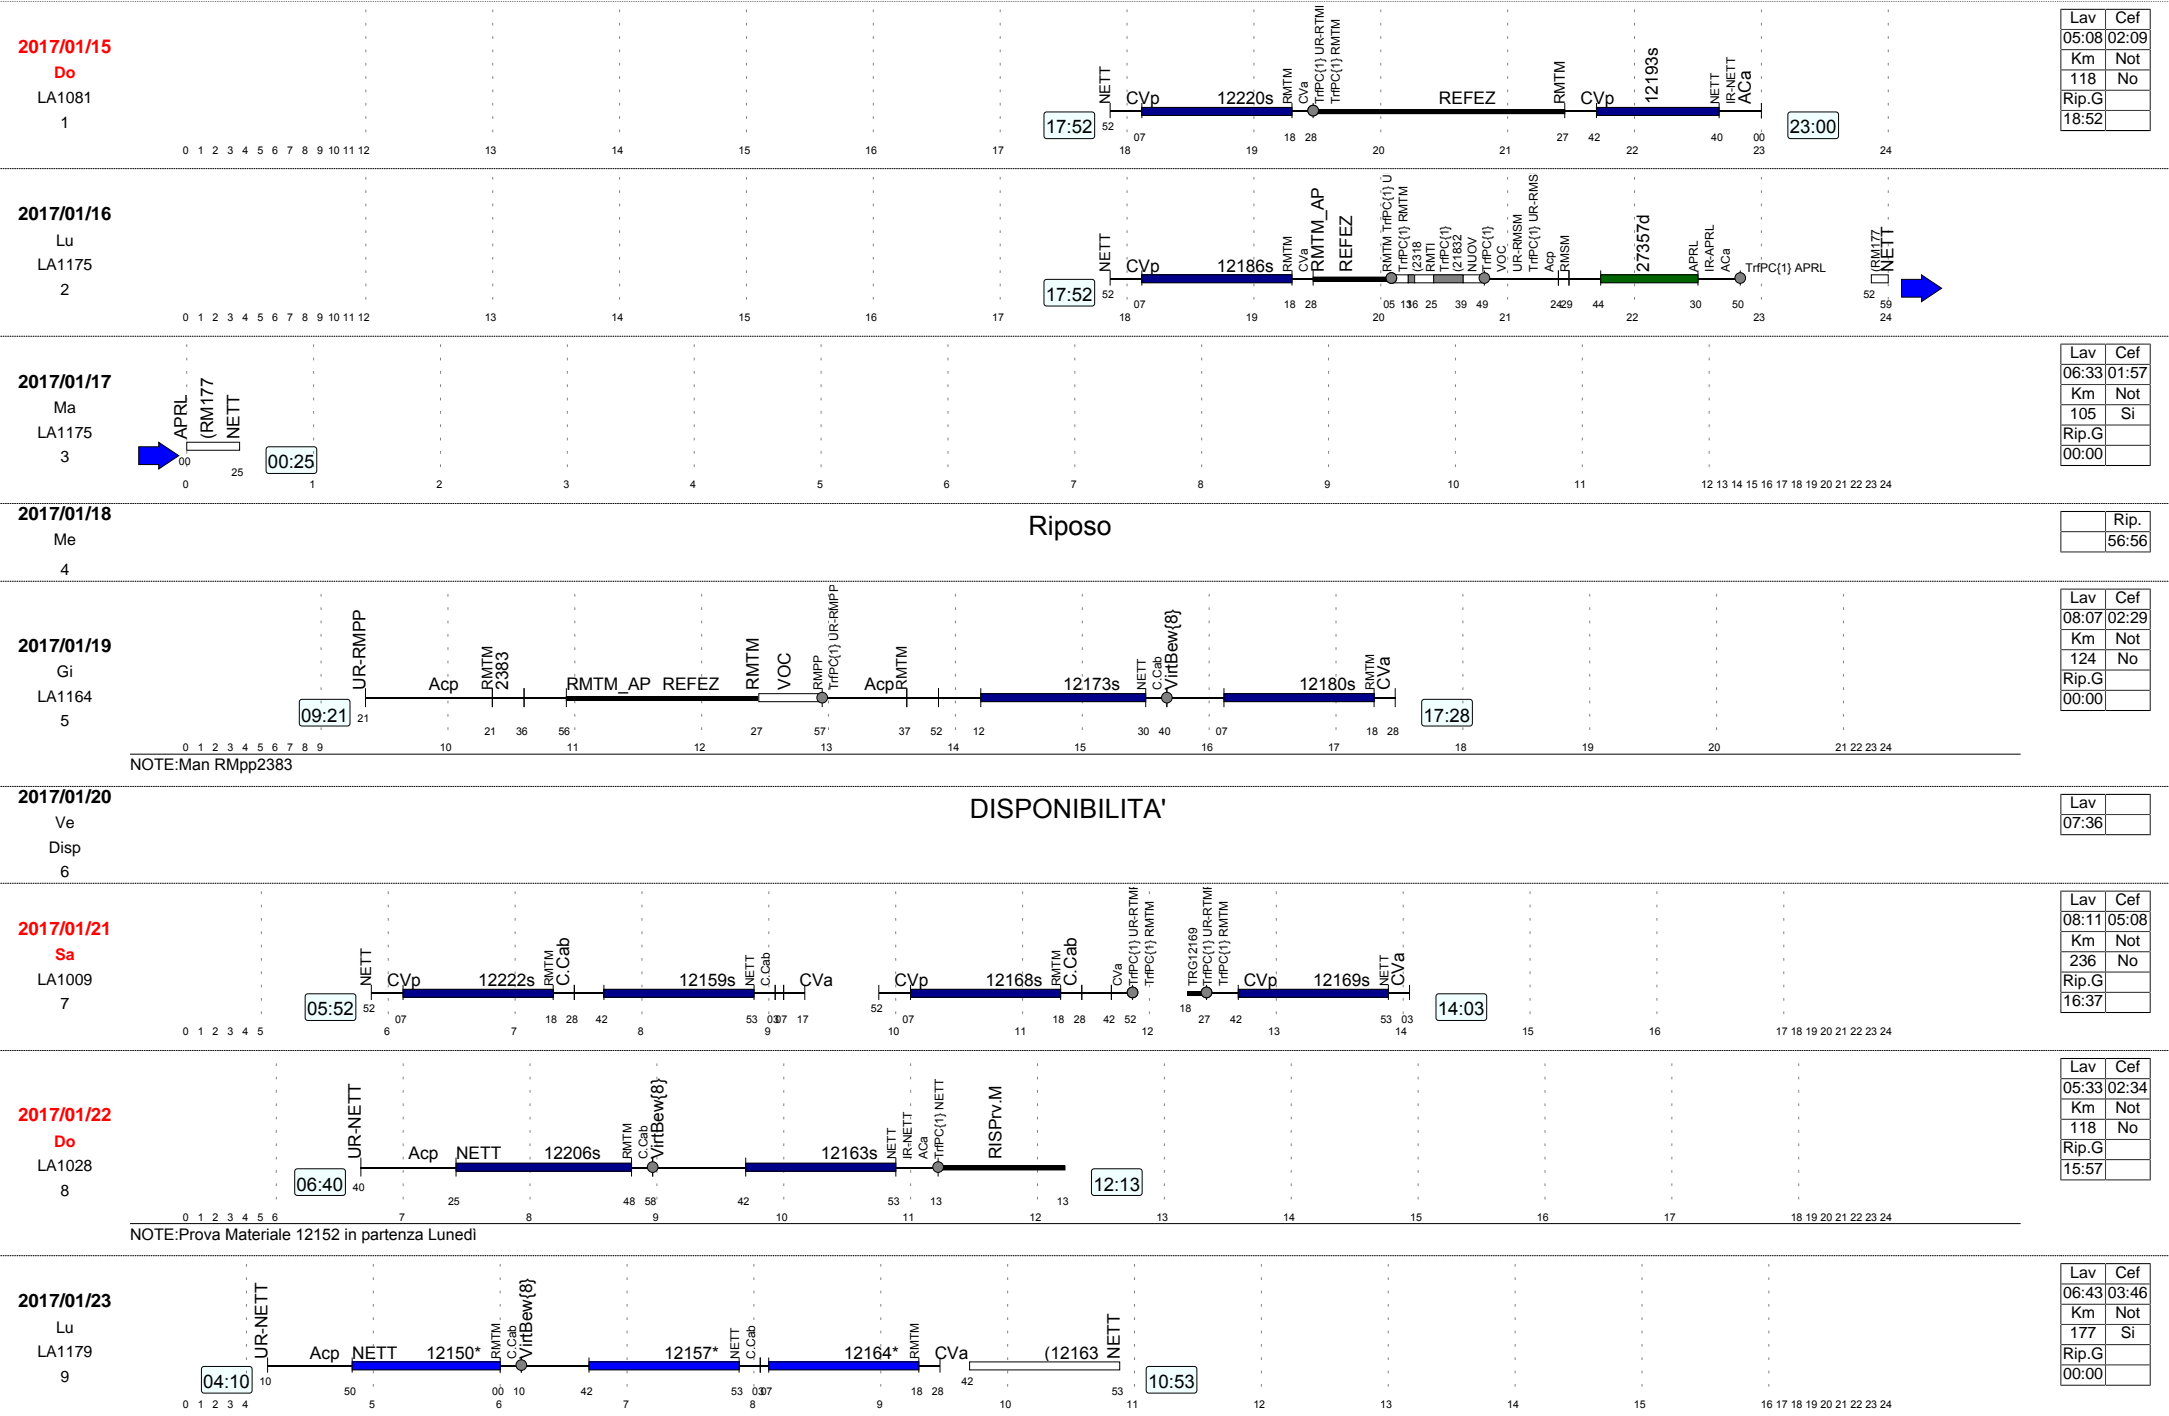 2017/01/15
Do
LA1081
1
17:52
NETT
52
CVp
07
12220s
RMTM
18
CVa
28
TrfPC{1} UR-RTMI
TrfPC{1} RMTM
REFEZ
RMTM
27
CVp
42
12193s
NETT
40
IR-NETT
ACa
00
23:00
0 1 2 3 4 5 6 7 8 9 10 11 12 13 14 15 16 17 18 19 20 21 22 23 24
Lav Cef
05:08 02:09
Km Not
118 No
Rip.G
18:52
2017/01/16
Lu
LA1175
2
17:52
NETT
52
CVp
07
12186s
RMTM
18
CVa
28
RMTM_AP
REFEZ
RMTM TrfPC{1} U
TrfPC{1} RMTM
(2318
RMTI
TrfPC{1}
(21832
NUOV
TrfPC{1}
VOC
UR-RMSM
TrfPC{1} UR-RMS
Acp
RMSM
05 13 16 25 39 49 24 29 44
27357d
APRL
30
IR-APRL
ACa
50
TrfPC{1} APRL
(RM177
NETT
52 59
0 1 2 3 4 5 6 7 8 9 10 11 12 13 14 15 16 17 18 19 20 21 22 23 24
2017/01/17
Ma
LA1175
3
APRL
(RM177
NETT
00 25
00:25
0 1 2 3 4 5 6 7 8 9 10 11 12 13 14 15 16 17 18 19 20 21 22 23 24
Lav Cef
06:33 01:57
Km Not
105 Si
Rip.G
00:00
2017/01/18
Me
4
Riposo
Rip.
56:56
2017/01/19
Gi
LA1164
5
09:21
UR-RMPP
21
Acp
RMTM
2383
21 36 56
RMTM_AP REFEZ
RMTM
27
VOC
RMPP
57
TrfPC{1} UR-RMPP
Acp
RMTM
37 52 12
12173s
NETT
30
C.Cab
40
VirtBew{8}
07
12180s
RMTM
18
CVa
28
17:28
0 1 2 3 4 5 6 7 8 9 10 11 12 13 14 15 16 17 18 19 20 21 22 23 24
NOTE:Man RMpp2383
Lav Cef
08:07 02:29
Km Not
124 No
Rip.G
00:00
2017/01/20
Ve
Disp
6
DISPONIBILITA'
Lav
07:36
2017/01/21
Sa
LA1009
7
05:52
NETT
52
CVp
07
12222s
RMTM
18
C.Cab
28 42
12159s
NETT
53
C.Cab
03 07
CVa
17
52
CVp
07
12168s
RMTM
18
C.Cab
28 42
CVa
52
TrfPC{1} UR-RTMI
TrfPC{1} RMTM
TRG12169
18
TrfPC{1} UR-RTMI
TrfPC{1} RMTM
27
CVp
42
12169s
NETT
53
CVa
03
14:03
0 1 2 3 4 5 6 7 8 9 10 11 12 13 14 15 16 17 18 19 20 21 22 23 24
Lav Cef
08:11 05:08
Km Not
236 No
Rip.G
16:37
2017/01/22
Do
LA1028
8
06:40
UR-NETT
40
Acp
NETT
25
12206s
RMTM
48
C.Cab
58
VirtBew{8}
42
12163s
NETT
53
IR-NETT
ACa
13
TrfPC{1} NETT
RISPrv.M
13
12:13
0 1 2 3 4 5 6 7 8 9 10 11 12 13 14 15 16 17 18 19 20 21 22 23 24
NOTE:Prova Materiale 12152 in partenza Lunedì
Lav Cef
05:33 02:34
Km Not
118 No
Rip.G
15:57
2017/01/23
Lu
LA1179
9
04:10
UR-NETT
10
Acp
NETT
50
12150*
RMTM
00
C.Cab
10
VirtBew{8}
42
12157*
NETT
53
C.Cab
03 07
12164*
RMTM
18
CVa
28
42
(12163
NETT
53
10:53
0 1 2 3 4 5 6 7 8 9 10 11 12 13 14 15 16 17 18 19 20 21 22 23 24
Lav Cef
06:43 03:46
Km Not
177 Si
Rip.G
00:00